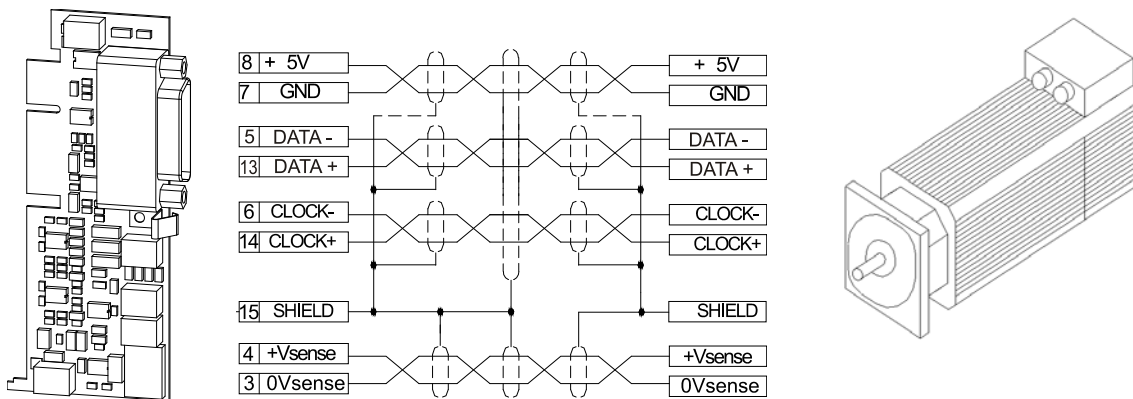 8 + 5V + 5V
7 GND GND
5 DATA - DATA -
13 DATA + DATA +
6 CLOCK- CLOCK-
14 CLOCK+ CLOCK+
15 SHIELD SHIELD
4 +Vsense +Vsense
3 0Vsense 0Vsense